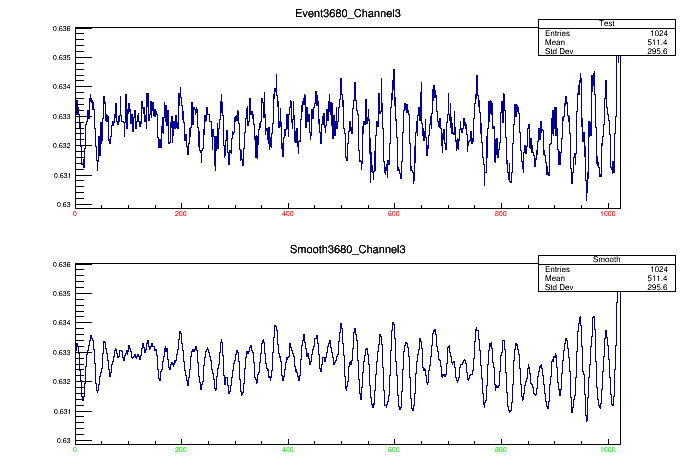 Event3680_Channel3
Test
Entries 1024
Mean 511.4
Std Dev 295.6
0.636
0.635
0.634
0.633
0.632
0.631
0.63
0 200 400 600 800 1000
Smooth3680_Channel3
Smooth
Entries 1024
Mean 511.4
Std Dev 295.6
0.636
0.635
0.634
0.633
0.632
0.631
0.63
0 200 400 600 800 1000